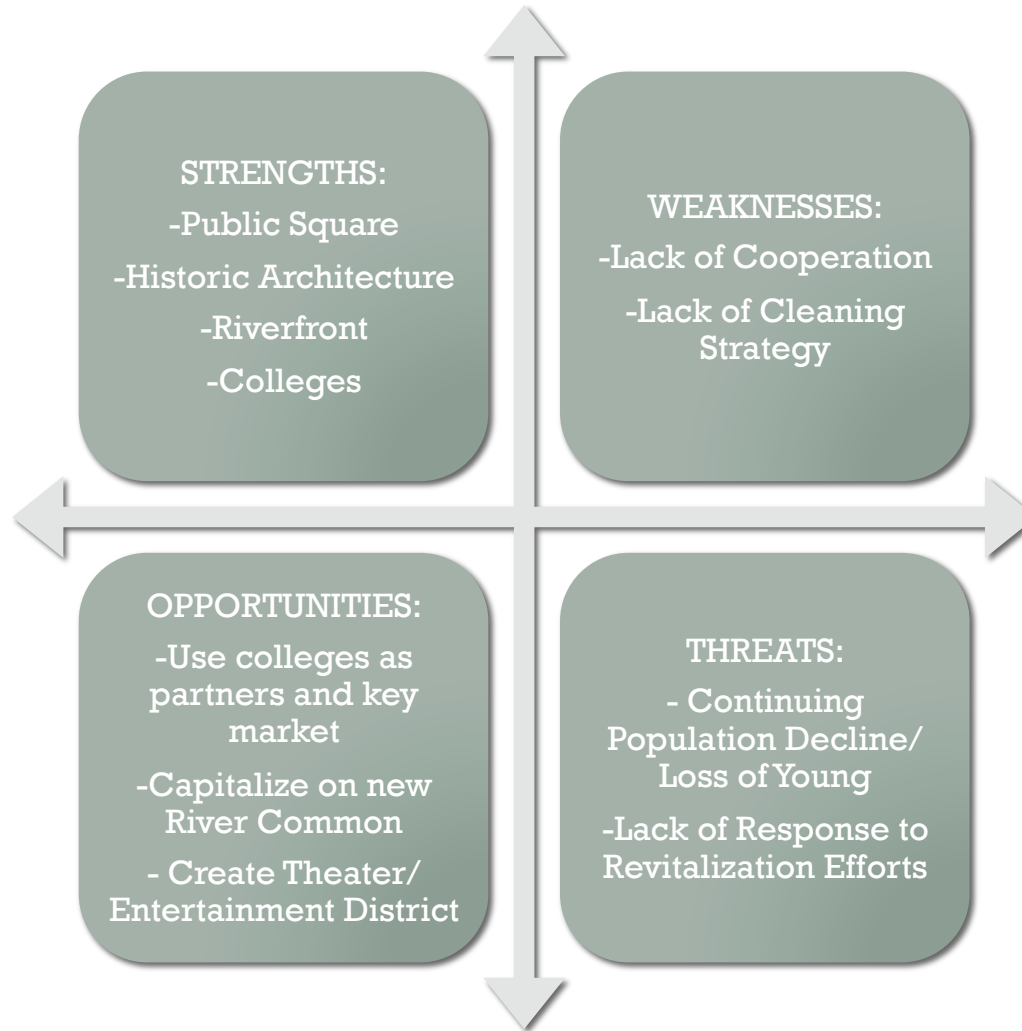 STRENGTHS:
-Public Square
-Historic Architecture
-Riverfront
-Colleges
WEAKNESSES:
-Lack of Cooperation
-Lack of Cleaning
Strategy
OPPORTUNITIES:
-Use colleges as
partners and key
market
-Capitalize on new
River Common
- Create Theater/
Entertainment District
THREATS:
- Continuing
Population Decline/
Loss of Young
-Lack of Response to
Revitalization Efforts